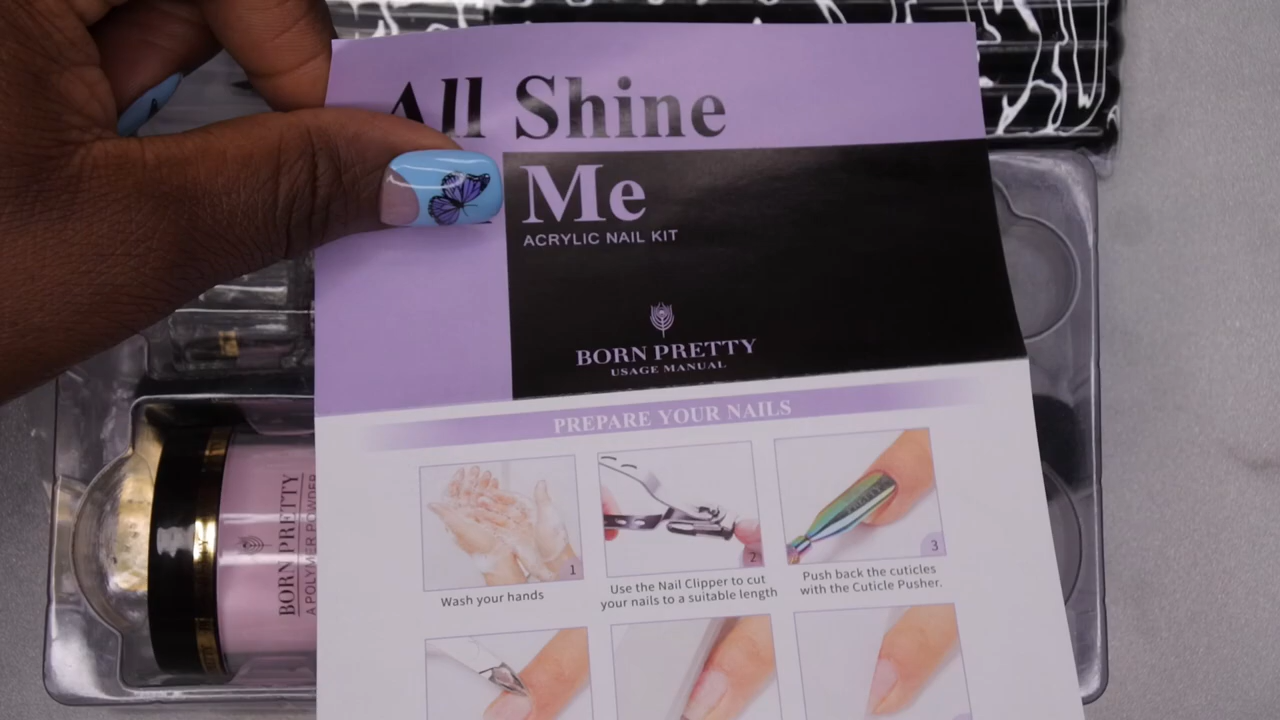 All Shine
Me
ACRYLIC NAIL KIT
BORN PRETTY
USAGE MANUAL
PREPARE YOUR NAILS
1
2
3
Wash your hands
Use the Nail Clipper to cut
your nails to a suitable length
Push back the cuticles
with the Cuticle Pusher.
BORN PRETTY
A POLYMER POWDER